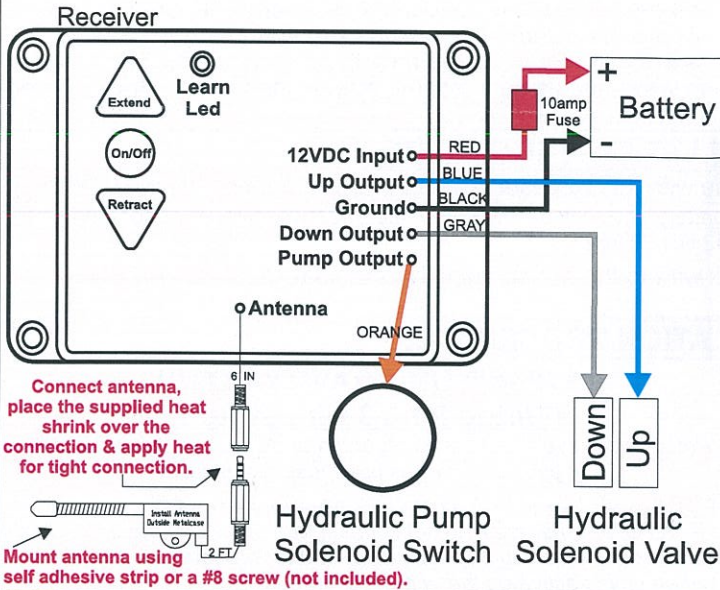 Receiver
Extend
Learn
Led
On/Off
Retract
12VDC Input
Up Output
Ground
Down Output
Pump Output
Antenna
RED
BLUE
BLACK
GRAY
ORANGE
10amp
Fuse
+
Battery
-
6 IN
Connect antenna,
place the supplied heat
shrink over the
connection & apply heat
for tight connection.
Install Antenna
Outside Metalcase
2 FT
Mount antenna using
self adhesive strip or a #8 screw (not included).
Hydraulic Pump
Solenoid Switch
Down
Up
Hydraulic
Solenoid Valve